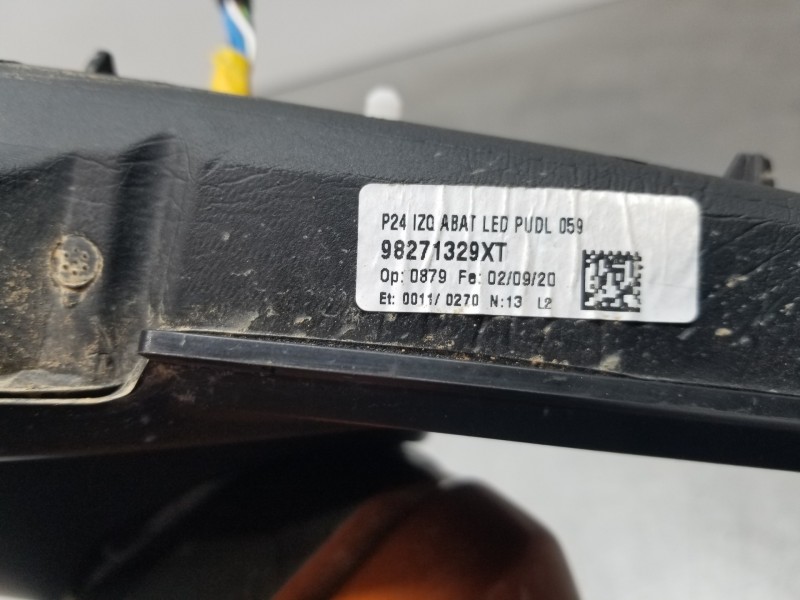 P24 IZQ ABAT LED PUDL 059
98271329XT
Op: 0879 Fe: 02/09/20
Et: 0011/ 0270 N:13 L2